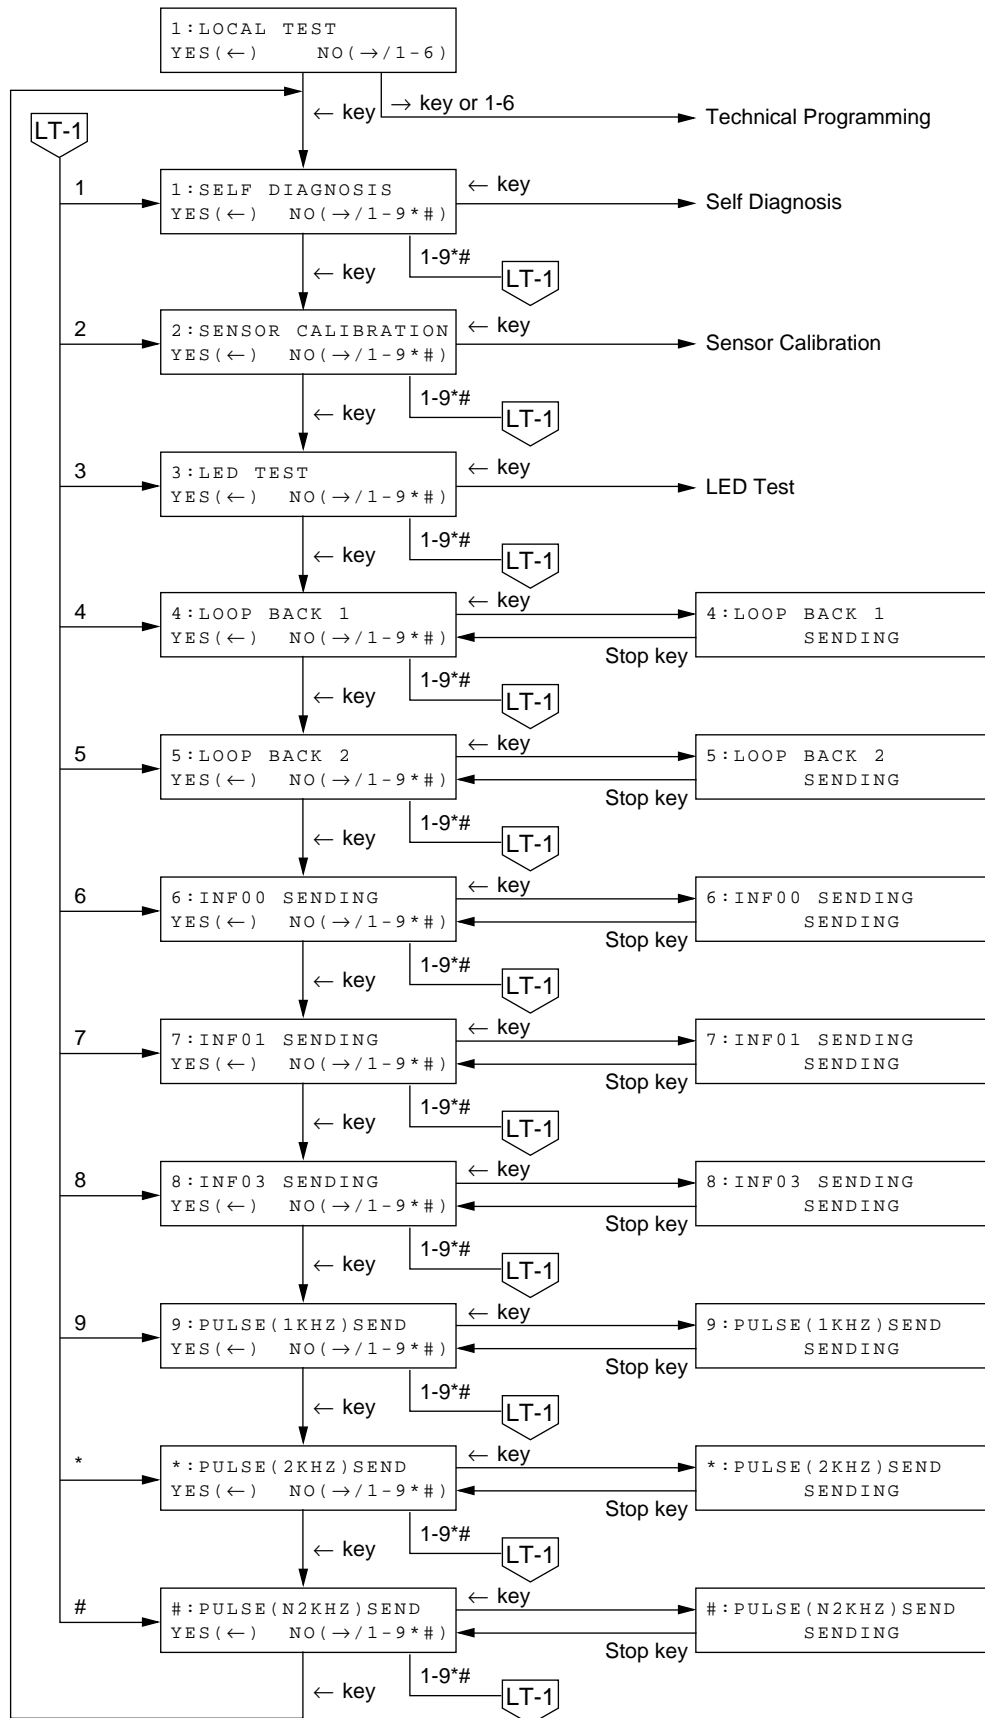 1:LOCAL TEST
YES(←) NO(→/1-6)
← key
→ key or 1-6
Technical Programming
LT-1
1
1:SELF DIAGNOSIS
YES(←) NO(→/1-9*#)
← key
Self Diagnosis
← key
1-9*#
LT-1
2
2:SENSOR CALIBRATION
YES(←) NO(→/1-9*#)
← key
Sensor Calibration
← key
1-9*#
LT-1
3
3:LED TEST
YES(←) NO(→/1-9*#)
← key
LED Test
← key
1-9*#
LT-1
4
4:LOOP BACK 1
YES(←) NO(→/1-9*#)
← key
Stop key
4:LOOP BACK 1
SENDING
← key
1-9*#
LT-1
5
5:LOOP BACK 2
YES(←) NO(→/1-9*#)
← key
Stop key
5:LOOP BACK 2
SENDING
← key
1-9*#
LT-1
6
6:INF00 SENDING
YES(←) NO(→/1-9*#)
← key
Stop key
6:INF00 SENDING
SENDING
← key
1-9*#
LT-1
7
7:INF01 SENDING
YES(←) NO(→/1-9*#)
← key
Stop key
7:INF01 SENDING
SENDING
← key
1-9*#
LT-1
8
8:INF03 SENDING
YES(←) NO(→/1-9*#)
← key
Stop key
8:INF03 SENDING
SENDING
← key
1-9*#
LT-1
9
9:PULSE(1KHZ)SEND
YES(←) NO(→/1-9*#)
← key
Stop key
9:PULSE(1KHZ)SEND
SENDING
← key
1-9*#
LT-1
*
*:PULSE(2KHZ)SEND
YES(←) NO(→/1-9*#)
← key
Stop key
*:PULSE(2KHZ)SEND
SENDING
← key
1-9*#
LT-1
#
#:PULSE(N2KHZ)SEND
YES(←) NO(→/1-9*#)
← key
Stop key
#:PULSE(N2KHZ)SEND
SENDING
← key
1-9*#
LT-1